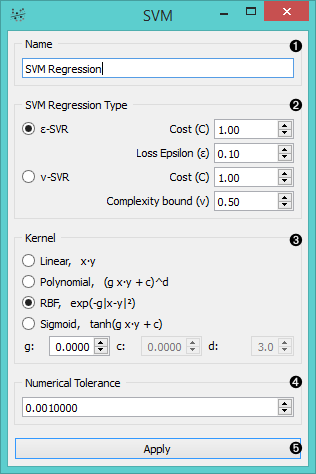 SVM
Name ❶
SVM Regression
SVM Regression Type ❷
ε-SVR Cost (C) 1.00
Loss Epsilon (ε) 0.10
ν-SVR Cost (C) 1.00
Complexity bound (ν) 0.50
Kernel ❸
Linear, x·y
Polynomial, (g x·y + c)^d
RBF, exp(-g|x-y|²)
Sigmoid, tanh(g x·y + c)
g: 0.0000 c: 0.0000 d: 3.0
Numerical Tolerance ❹
0.0010000
Apply ❺